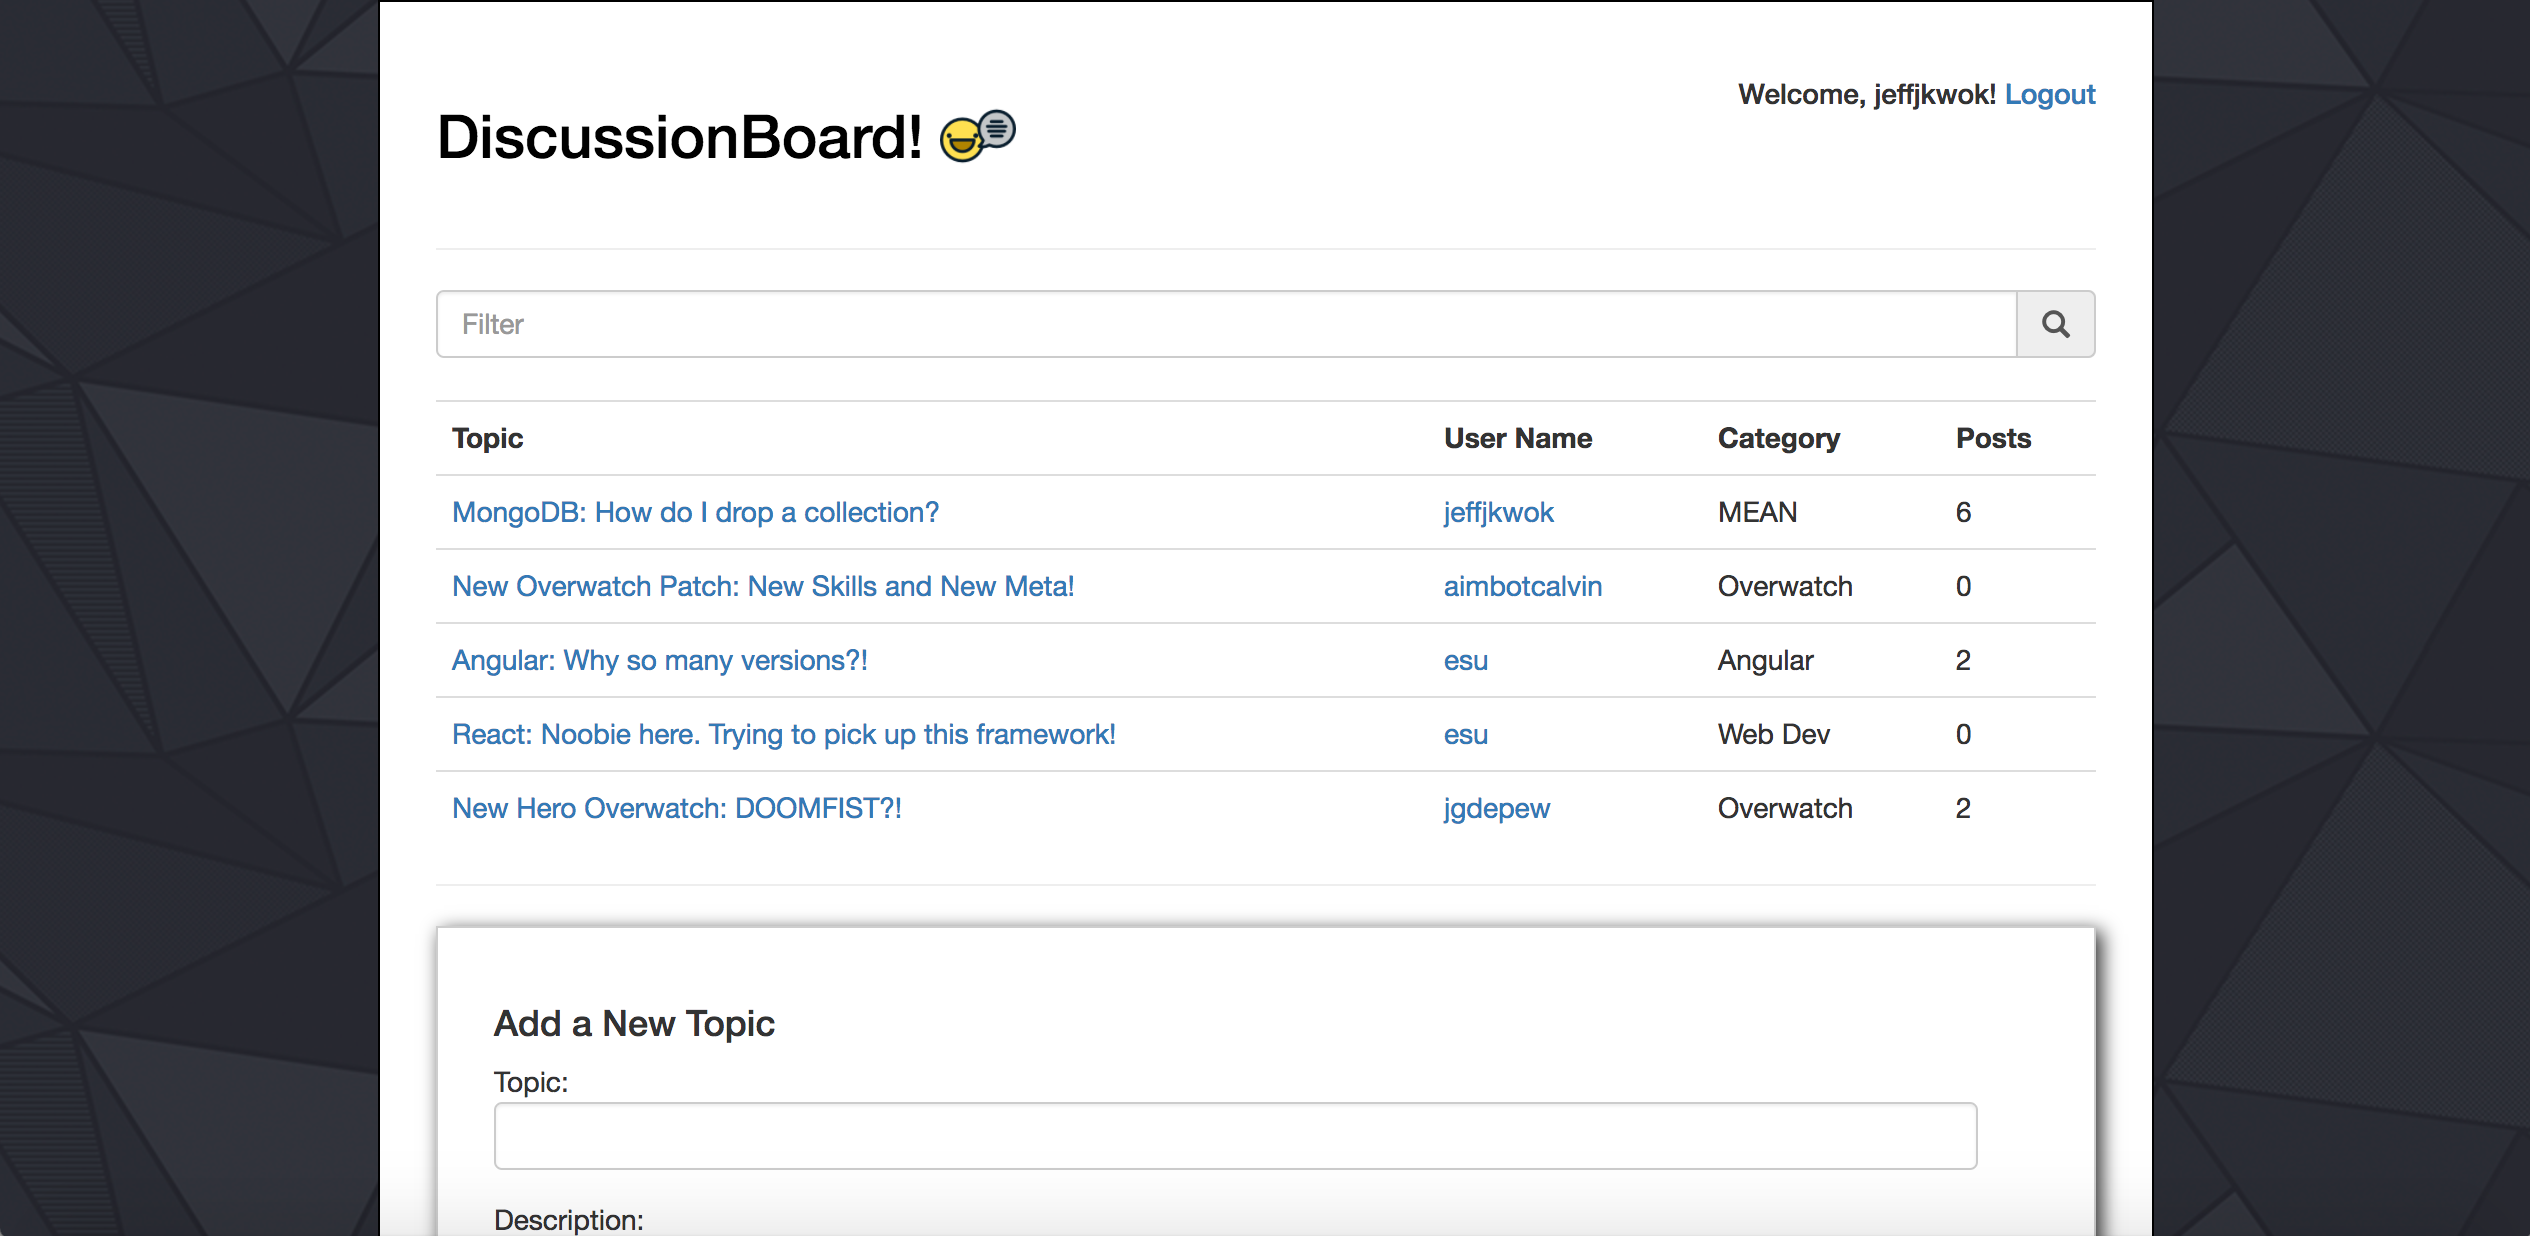 Welcome, jeffjkwok! Logout
DiscussionBoard!
Filter
Topic User Name Category Posts
MongoDB: How do I drop a collection? jeffjkwok MEAN 6
New Overwatch Patch: New Skills and New Meta! aimbotcalvin Overwatch 0
Angular: Why so many versions?! esu Angular 2
React: Noobie here. Trying to pick up this framework! esu Web Dev 0
New Hero Overwatch: DOOMFIST?! jgdepew Overwatch 2
Add a New Topic
Topic:
Description: